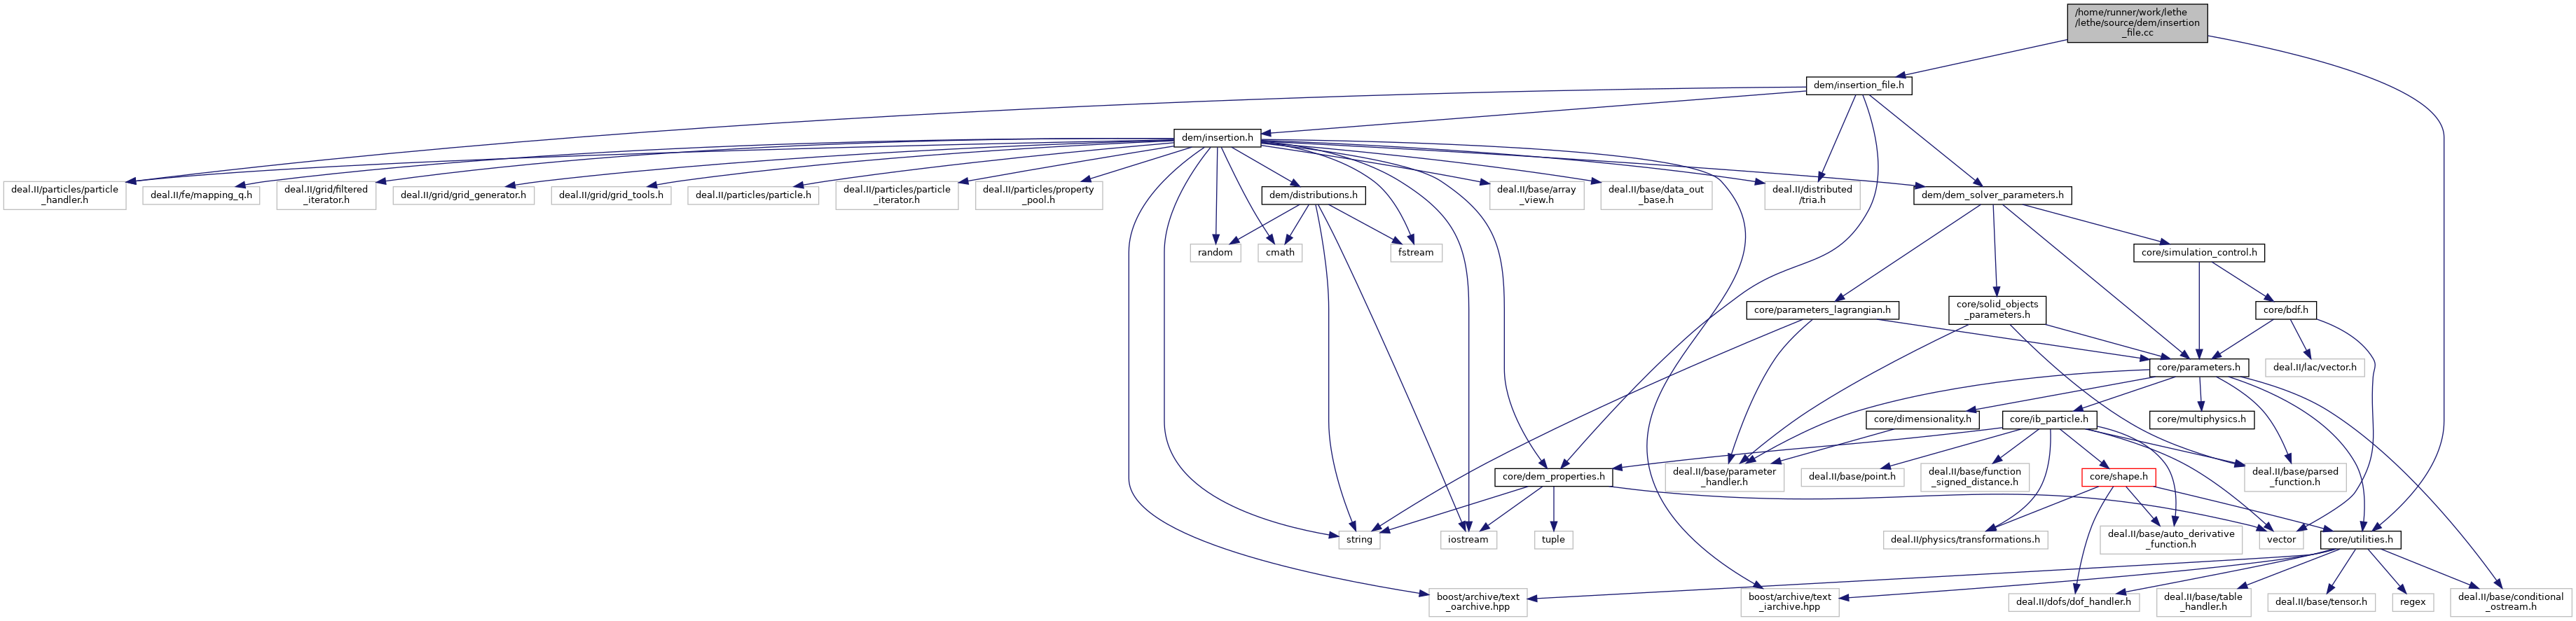 /home/runner/work/lethe
/lethe/source/dem/insertion
_file.cc
dem/insertion_file.h
dem/insertion.h
deal.II/particles/particle
_handler.h
deal.II/fe/mapping_q.h
deal.II/grid/filtered
_iterator.h
deal.II/grid/grid_generator.h
deal.II/grid/grid_tools.h
deal.II/particles/particle.h
deal.II/particles/particle
_iterator.h
deal.II/particles/property
_pool.h
dem/distributions.h
deal.II/base/array
_view.h
deal.II/base/data_out
_base.h
deal.II/distributed
/tria.h
dem/dem_solver_parameters.h
random
cmath
fstream
core/simulation_control.h
core/parameters_lagrangian.h
core/solid_objects
_parameters.h
core/bdf.h
core/parameters.h
deal.II/lac/vector.h
core/dimensionality.h
core/ib_particle.h
core/multiphysics.h
core/dem_properties.h
deal.II/base/parameter
_handler.h
deal.II/base/point.h
deal.II/base/function
_signed_distance.h
core/shape.h
deal.II/base/parsed
_function.h
string
iostream
tuple
deal.II/physics/transformations.h
deal.II/base/auto_derivative
_function.h
vector
core/utilities.h
boost/archive/text
_oarchive.hpp
boost/archive/text
_iarchive.hpp
deal.II/dofs/dof_handler.h
deal.II/base/table
_handler.h
deal.II/base/tensor.h
regex
deal.II/base/conditional
_ostream.h